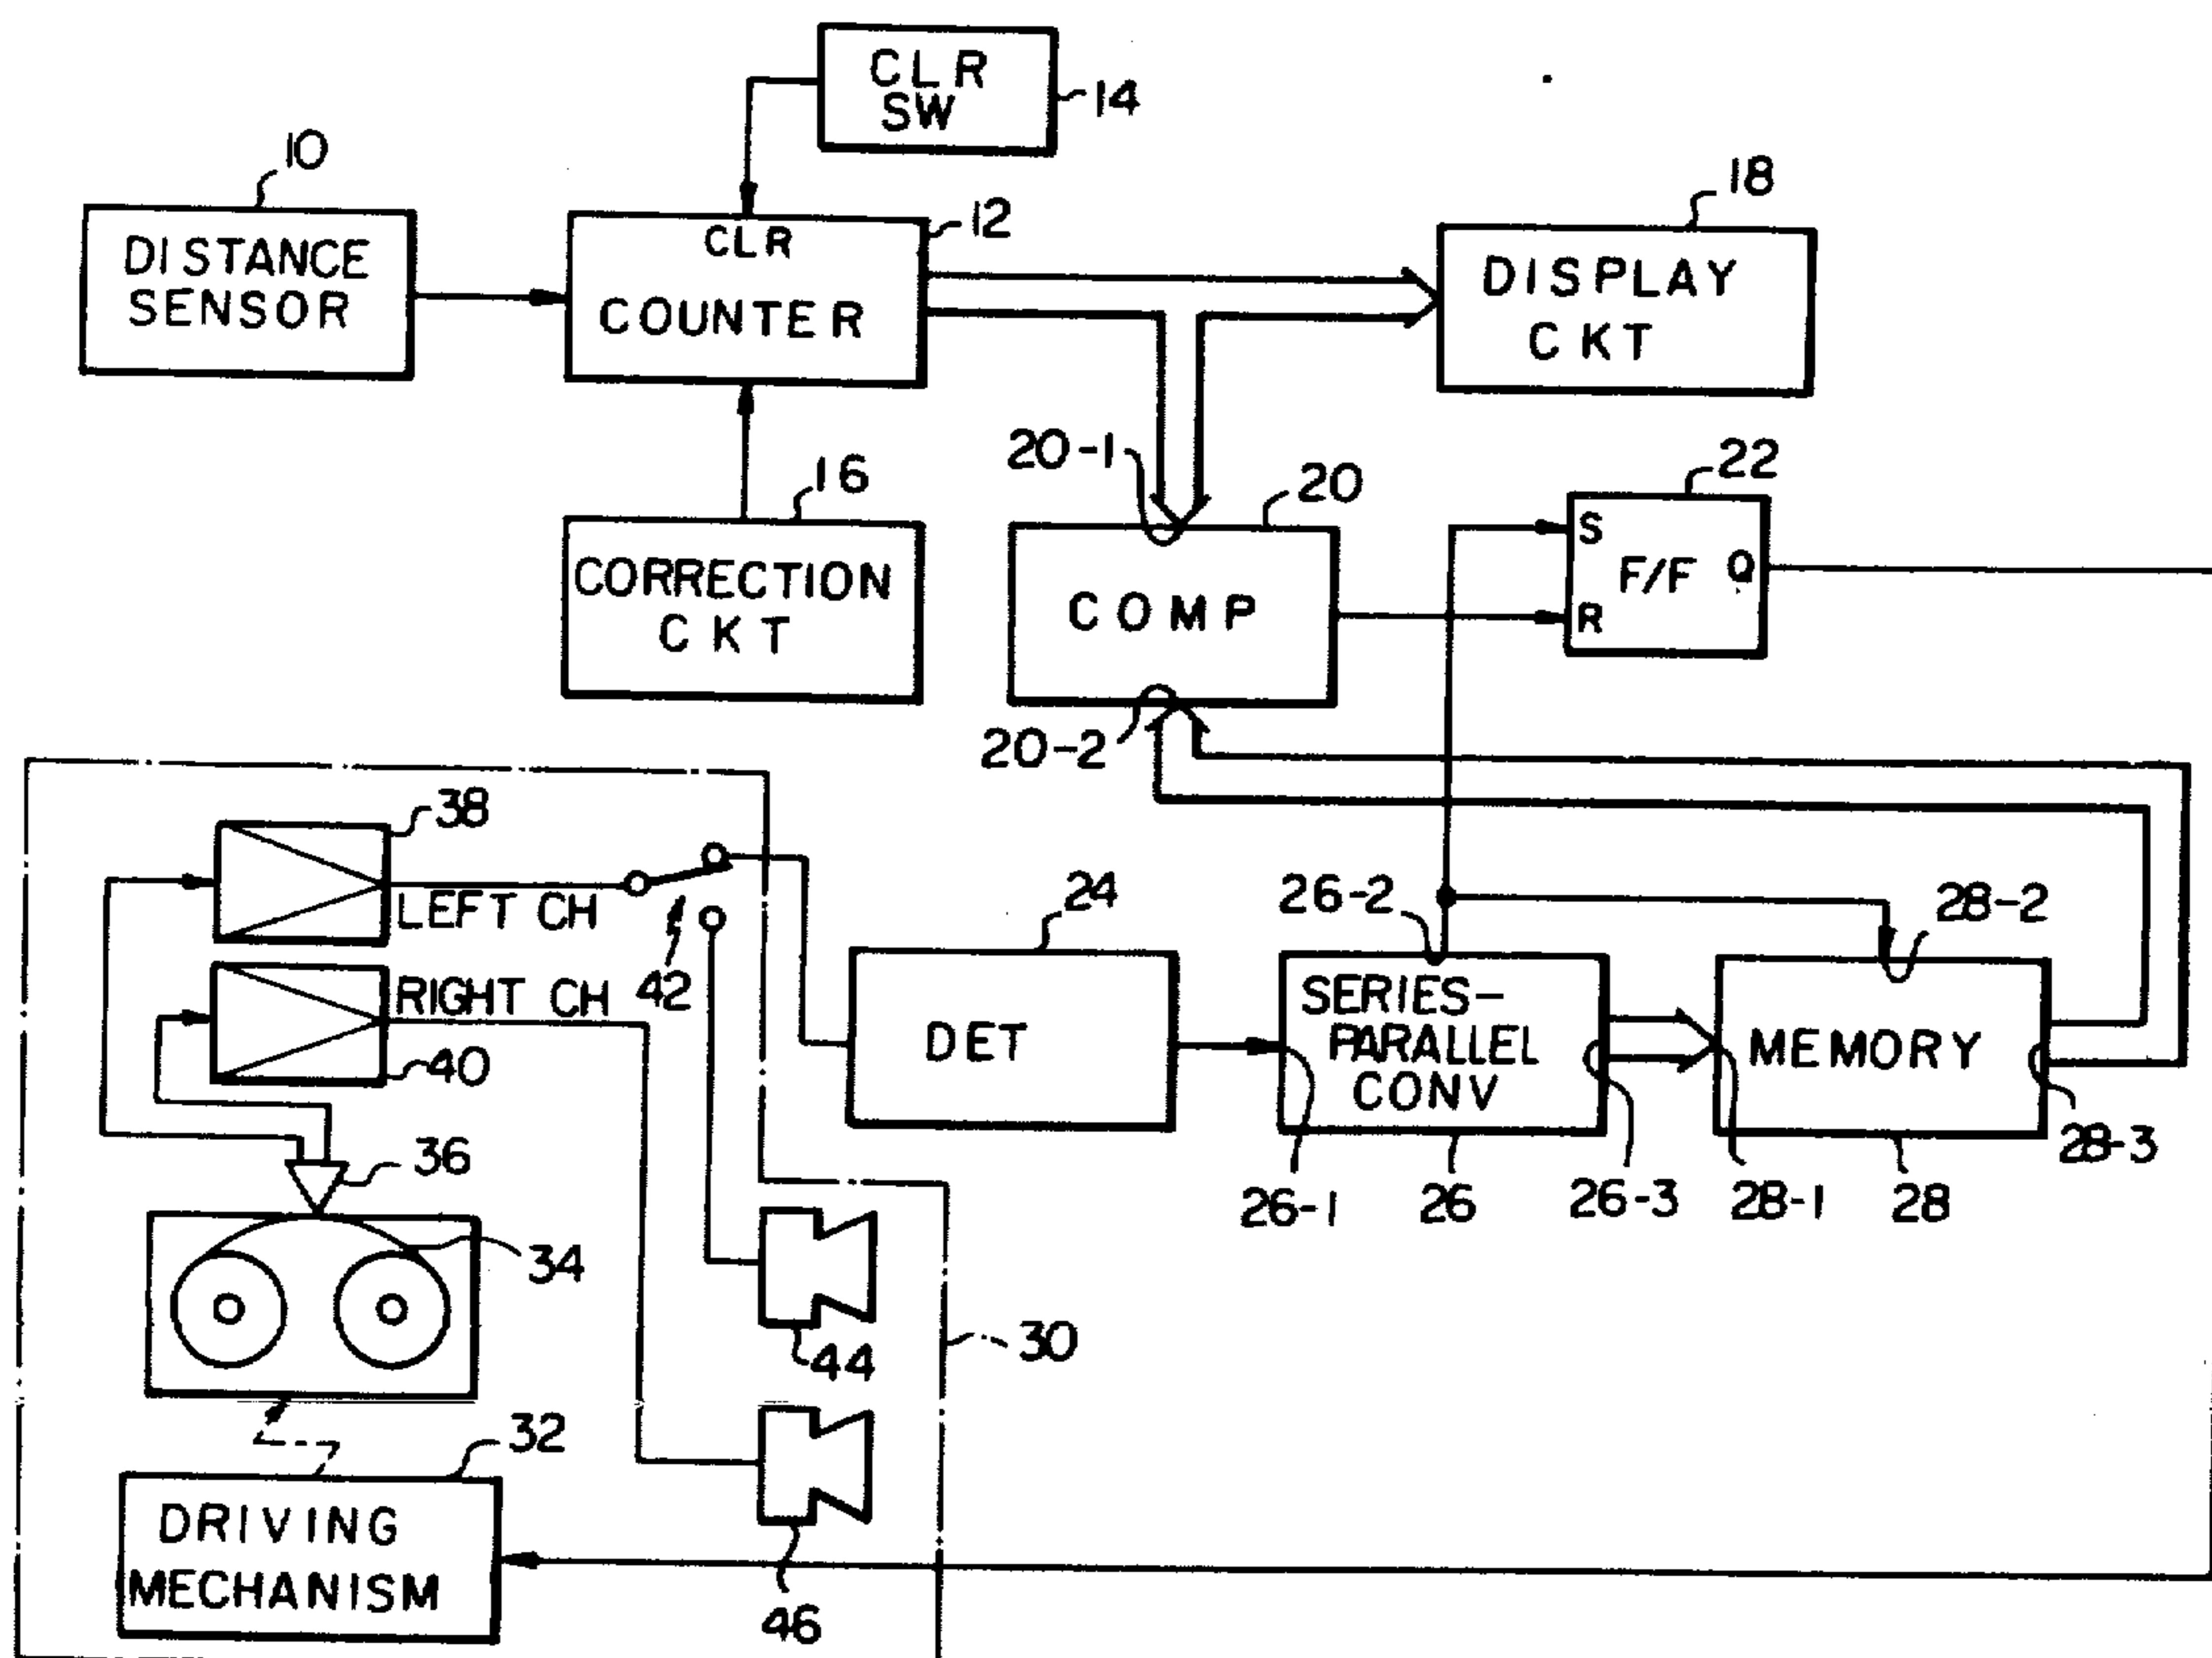 CLR
SW
14
10
DISTANCE
SENSOR
CLR
COUNTER
12
18
DISPLAY
CKT
16
CORRECTION
CKT
20-1
20
COMP
20-2
22
S
F/F
Q
R
38
LEFT CH
42
RIGHT CH
40
24
DET
26-2
SERIES-
PARALLEL
CONV
26-1
26
26-3
28-2
MEMORY
28-1
28
28-3
36
34
44
30
32
DRIVING
MECHANISM
46